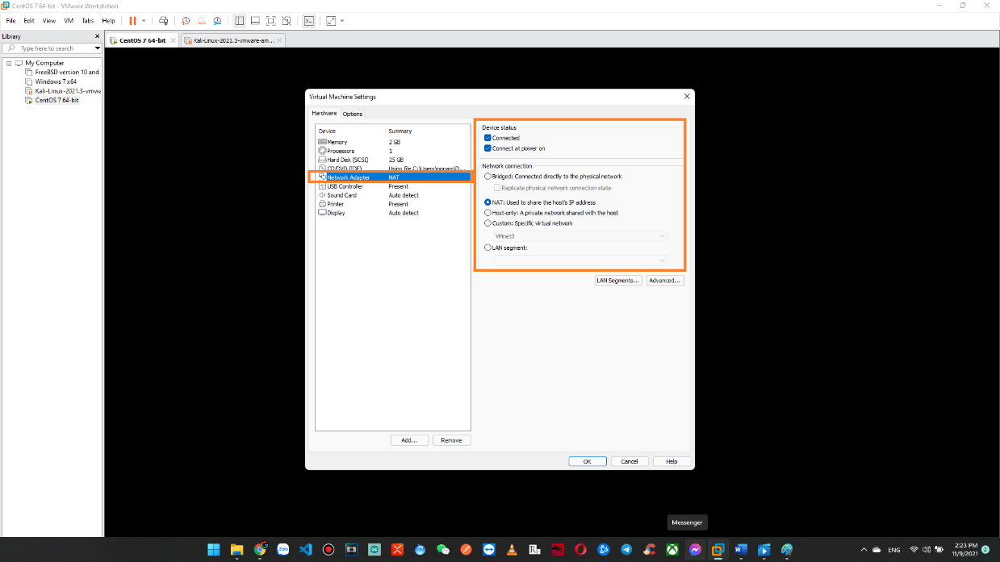 CentOS 7 64-bit - VMware Workstation
File Edit View VM Tabs Help
Library
Type here to search
My Computer
FreeBSD version 10 and
Windows 7 x64
Kali-Linux-2021.3-vmwa
CentOS 7 64-bit
CentOS 7 64-bit
Kali-Linux-2021.3-vmware-am...
Virtual Machine Settings
Hardware Options
Device Summary
Memory 2 GB
Processors 1
Hard Disk (SCSI) 25 GB
CD/DVD (IDE) Using file C:\Users\npnam\D...
Network Adapter NAT
USB Controller Present
Sound Card Auto detect
Printer Present
Display Auto detect
Add... Remove
Device status
Connected
Connect at power on
Network connection
Bridged: Connected directly to the physical network
Replicate physical network connection state
NAT: Used to share the host's IP address
Host-only: A private network shared with the host
Custom: Specific virtual network
VMnet0
LAN segment:
LAN Segments... Advanced...
OK Cancel Help
Messenger
Zalo
ENG
2:23 PM
11/9/2021
2